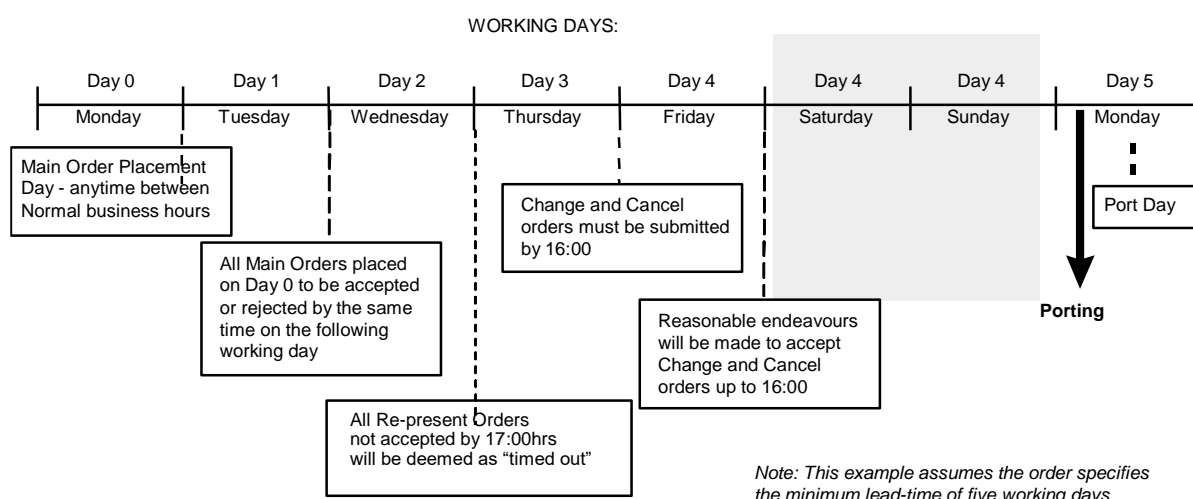 WORKING DAYS:
Day 0
Day 1
Day 2
Day 3
Day 4
Day 4
Day 4
Day 5
Monday
Tuesday
Wednesday
Thursday
Friday
Saturday
Sunday
Monday
Main Order Placement
Day - anytime between
Normal business hours
All Main Orders placed
on Day 0 to be accepted
or rejected by the same
time on the following
working day
All Re-present Orders
not accepted by 17:00hrs
will be deemed as “timed out”
Change and Cancel
orders must be submitted
by 16:00
Reasonable endeavours
will be made to accept
Change and Cancel
orders up to 16:00
Port Day
Porting
Note: This example assumes the order specifies
the minimum lead-time of five working days